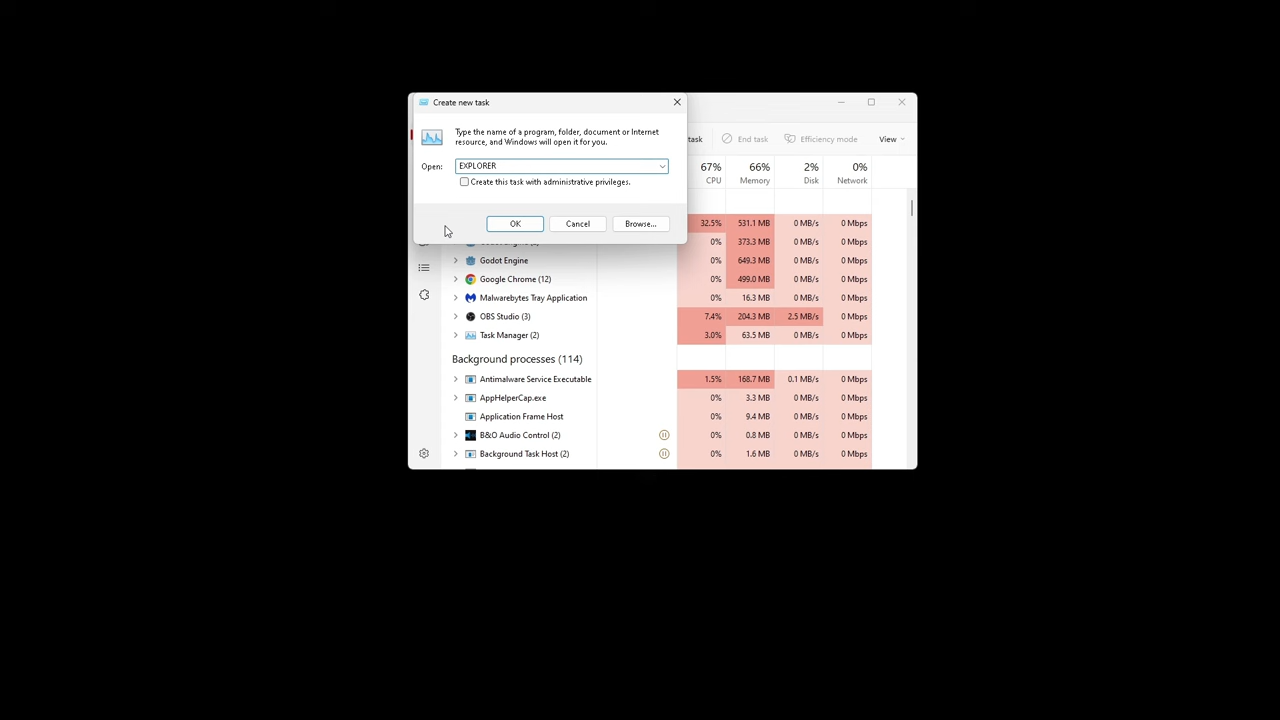 Create new task
Type the name of a program, folder, document or Internet
resource, and Windows will open it for you.
Open: EXPLORER
Create this task with administrative privileges.
OK Cancel Browse...
task End task Efficiency mode View
67% 66% 2% 0%
CPU Memory Disk Network
32.5% 531.1 MB 0 MB/s 0 Mbps
0% 373.3 MB 0 MB/s 0 Mbps
Godot Engine 0% 649.3 MB 0 MB/s 0 Mbps
Google Chrome (12) 0% 499.0 MB 0 MB/s 0 Mbps
Malwarebytes Tray Application 0% 16.3 MB 0 MB/s 0 Mbps
OBS Studio (3) 7.4% 204.3 MB 2.5 MB/s 0 Mbps
Task Manager (2) 3.0% 63.5 MB 0 MB/s 0 Mbps
Background processes (114)
Antimalware Service Executable 1.5% 168.7 MB 0.1 MB/s 0 Mbps
AppHelperCap.exe 0% 3.3 MB 0 MB/s 0 Mbps
Application Frame Host 0% 9.4 MB 0 MB/s 0 Mbps
B&O Audio Control (2) 0% 0.8 MB 0 MB/s 0 Mbps
Background Task Host (2) 0% 1.6 MB 0 MB/s 0 Mbps